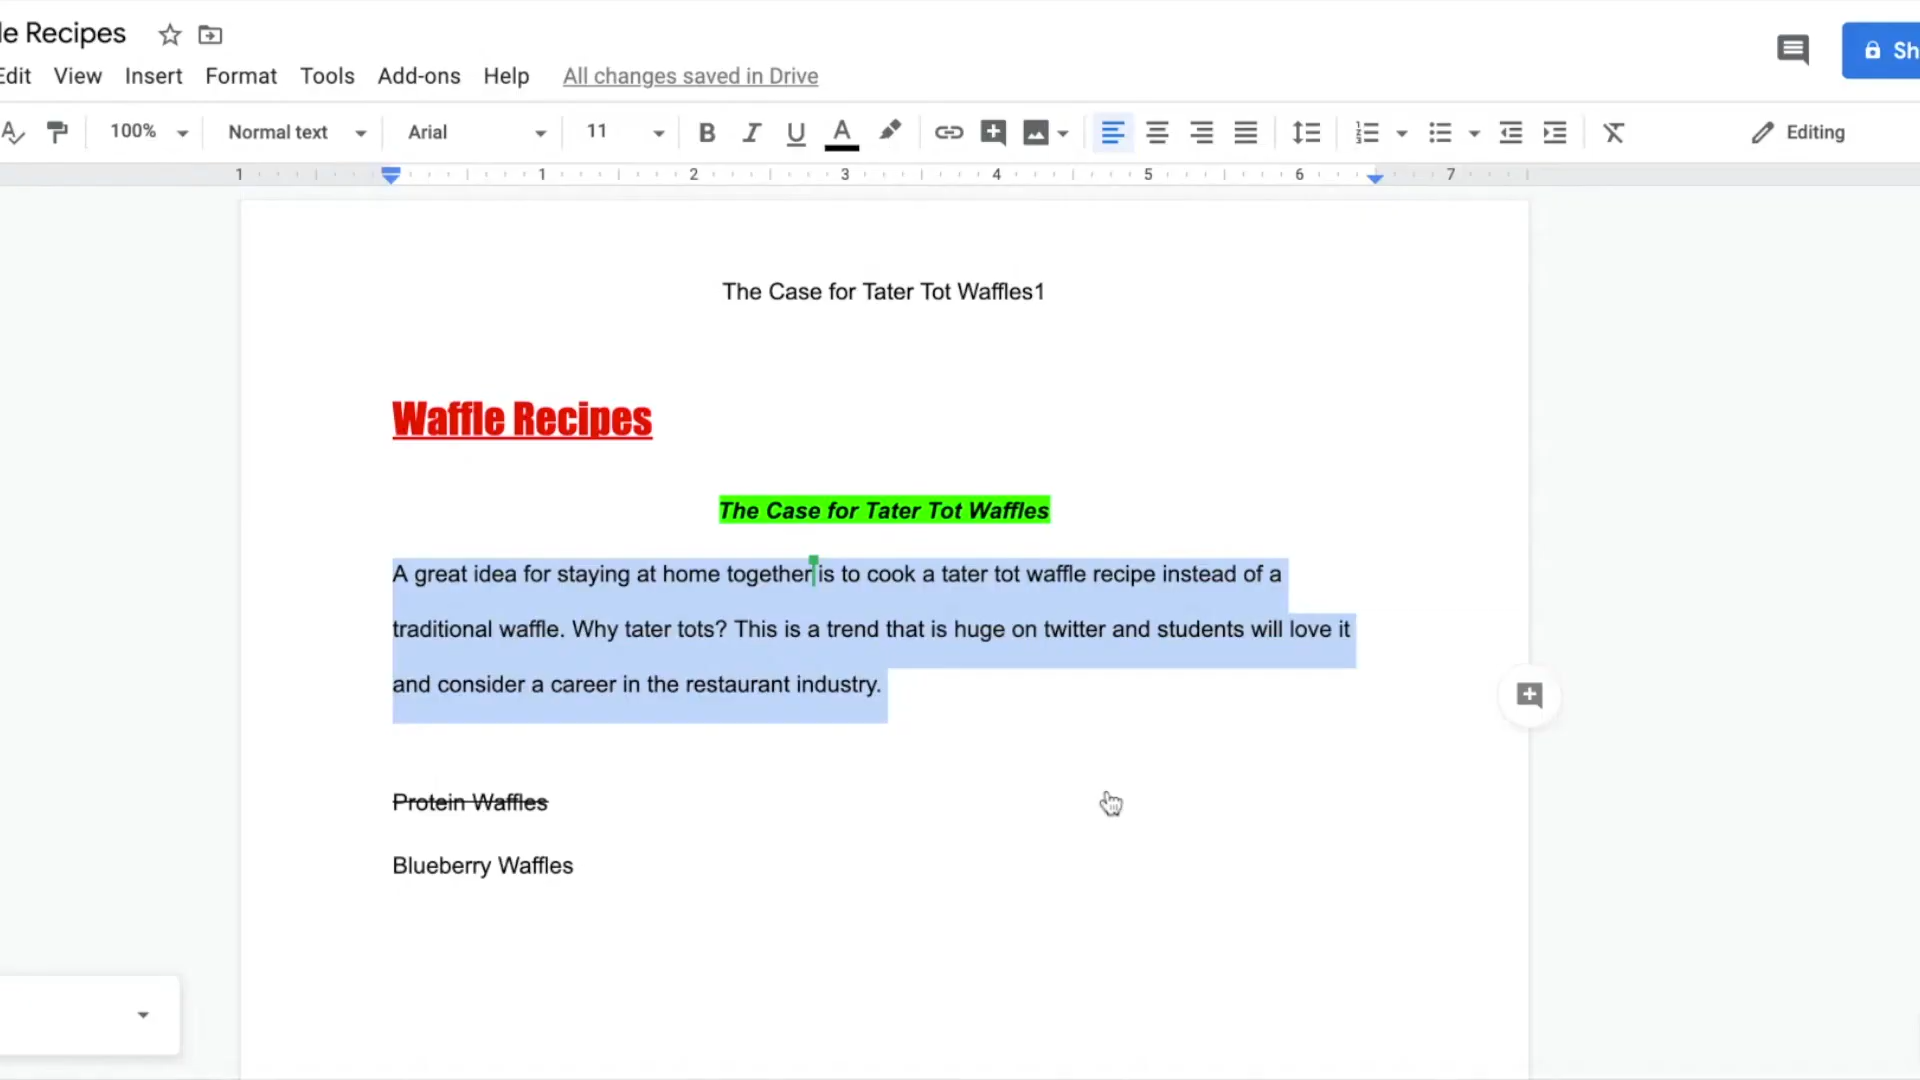 le Recipes
Edit View Insert Format Tools Add-ons Help All changes saved in Drive
Sh
100% Normal text Arial 11 B I U A Editing
1 1 2 3 4 5 6 7
The Case for Tater Tot Waffles1
Waffle Recipes
The Case for Tater Tot Waffles
A great idea for staying at home together is to cook a tater tot waffle recipe instead of a
traditional waffle. Why tater tots? This is a trend that is huge on twitter and students will love it
and consider a career in the restaurant industry.
Protein Waffles
Blueberry Waffles